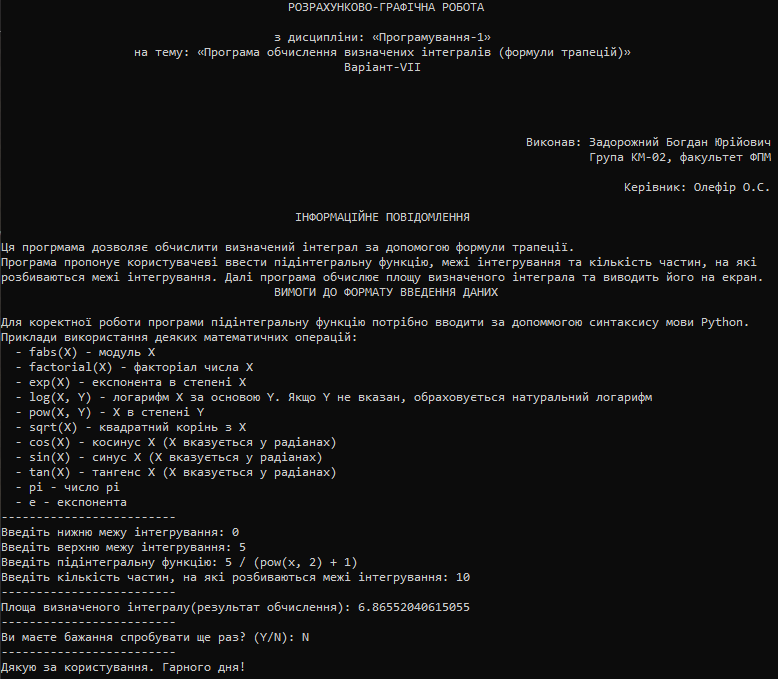 РОЗРАХУНКОВО-ГРАФІЧНА РОБОТА
з дисципліни: «Програмування-1»
на тему: «Програма обчислення визначених інтегралів (формули трапецій)»
Варіант-VII
Виконав: Задорожний Богдан Юрійович
Група КМ-02, факультет ФПМ
Керівник: Олефір О.С.
ІНФОРМАЦІЙНЕ ПОВІДОМЛЕННЯ
Ця прогрмама дозволяє обчислити визначений інтеграл за допомогою формули трапеції.
Програма пропонує користувачеві ввести підінтегральну функцію, межі інтегрування та кількість частин, на які
розбиваються межі інтегрування. Далі програма обчислює площу визначеного інтеграла та виводить його на екран.
ВИМОГИ ДО ФОРМАТУ ВВЕДЕННЯ ДАНИХ
Для коректної роботи програми підінтегральну функцію потрібно вводити за допоммогою синтаксису мови Python.
Приклади використання деяких математичних операцій:
- fabs(X) - модуль X
- factorial(X) - факторіал числа X
- exp(X) - експонента в степені X
- log(X, Y) - логарифм X за основою Y. Якщо Y не вказан, обраховується натуральний логарифм
- pow(X, Y) - X в степені Y
- sqrt(X) - квадратний корінь з X
- cos(X) - косинус X (X вказується у радіанах)
- sin(X) - синус X (X вказується у радіанах)
- tan(X) - тангенс X (X вказується у радіанах)
- pi - число pi
- e - експонента
-------------------------
Введіть нижню межу інтегрування: 0
Введіть верхню межу інтегрування: 5
Введіть підінтегральну функцію: 5 / (pow(x, 2) + 1)
Введіть кількість частин, на які розбиваються межі інтегрування: 10
-------------------------
Площа визначеного інтегралу(результат обчислення): 6.86552040615055
-------------------------
Ви маєте бажання спробувати ще раз? (Y/N): N
-------------------------
Дякую за користування. Гарного дня!